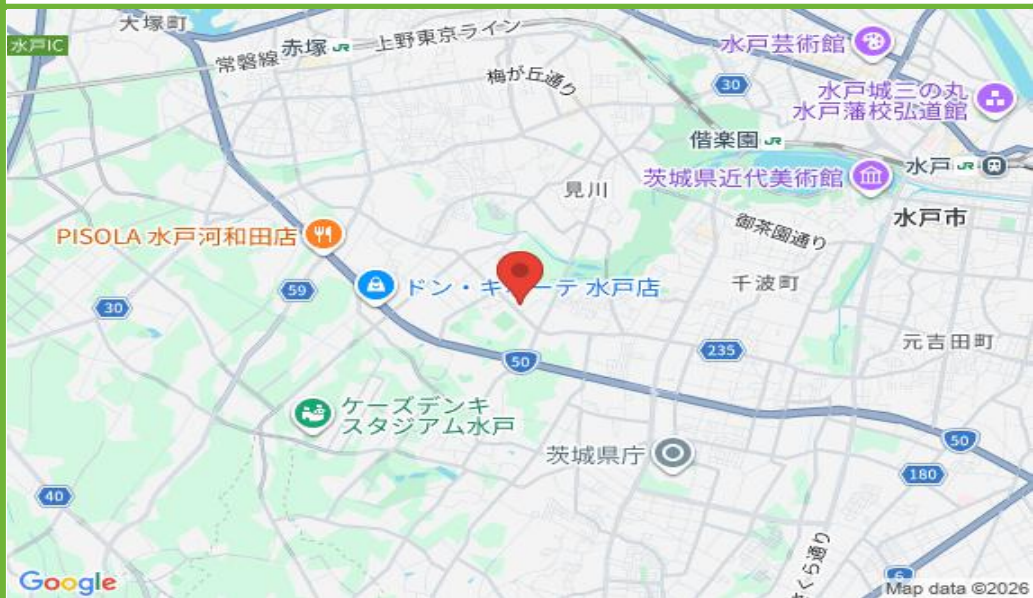 大塚町
水戸IC
赤塚 JR
常磐線
上野東京ライン
梅が丘通り
水戸芸術館
30
水戸城三の丸
水戸藩校弘道館
偕楽園 JR
水戸 JR
茨城県近代美術館
見川
水戸市
御茶園通り
PISOLA 水戸河和田店
千波町
59
ドン・キ
ーテ 水戸店
30
元吉田町
50
235
ケーズデンキ
スタジアム水戸
茨城県庁
50
180
40
くら通り
6
Google
Map data ©2026